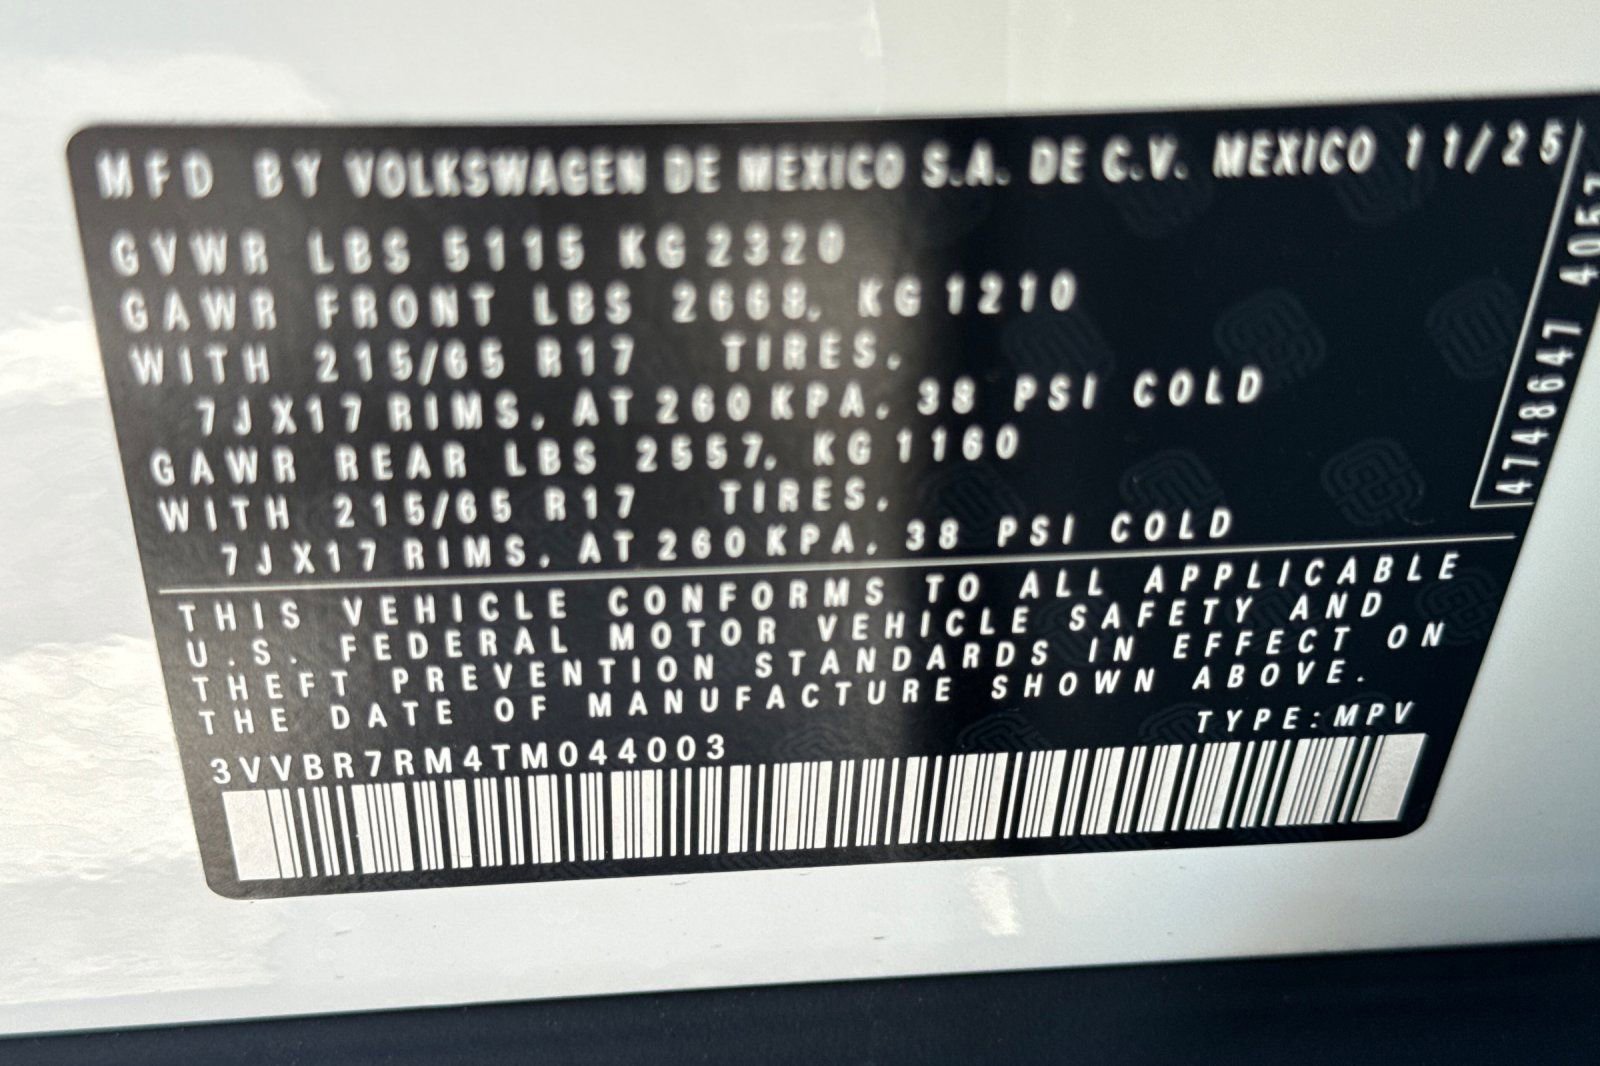 MFD BY VOLKSWAGEN DE MEXICO S.A. DE C.V. MEXICO 11/25
GVWR LBS 5115 KG 2320
GAWR FRONT LBS 2668, KG 1210
WITH 215/65 R17 TIRES,
7JX17 RIMS, AT 260 KPA, 38 PSI COLD
GAWR REAR LBS 2557, KG 1160
WITH 215/65 R17 TIRES,
7JX17 RIMS, AT 260 KPA, 38 PSI COLD
THIS VEHICLE CONFORMS TO ALL APPLICABLE
U.S. FEDERAL MOTOR VEHICLE SAFETY AND
THEFT PREVENTION STANDARDS IN EFFECT ON
THE DATE OF MANUFACTURE SHOWN ABOVE.
TYPE:MPV
3VVBR7RM4TM044003
4748647 4057